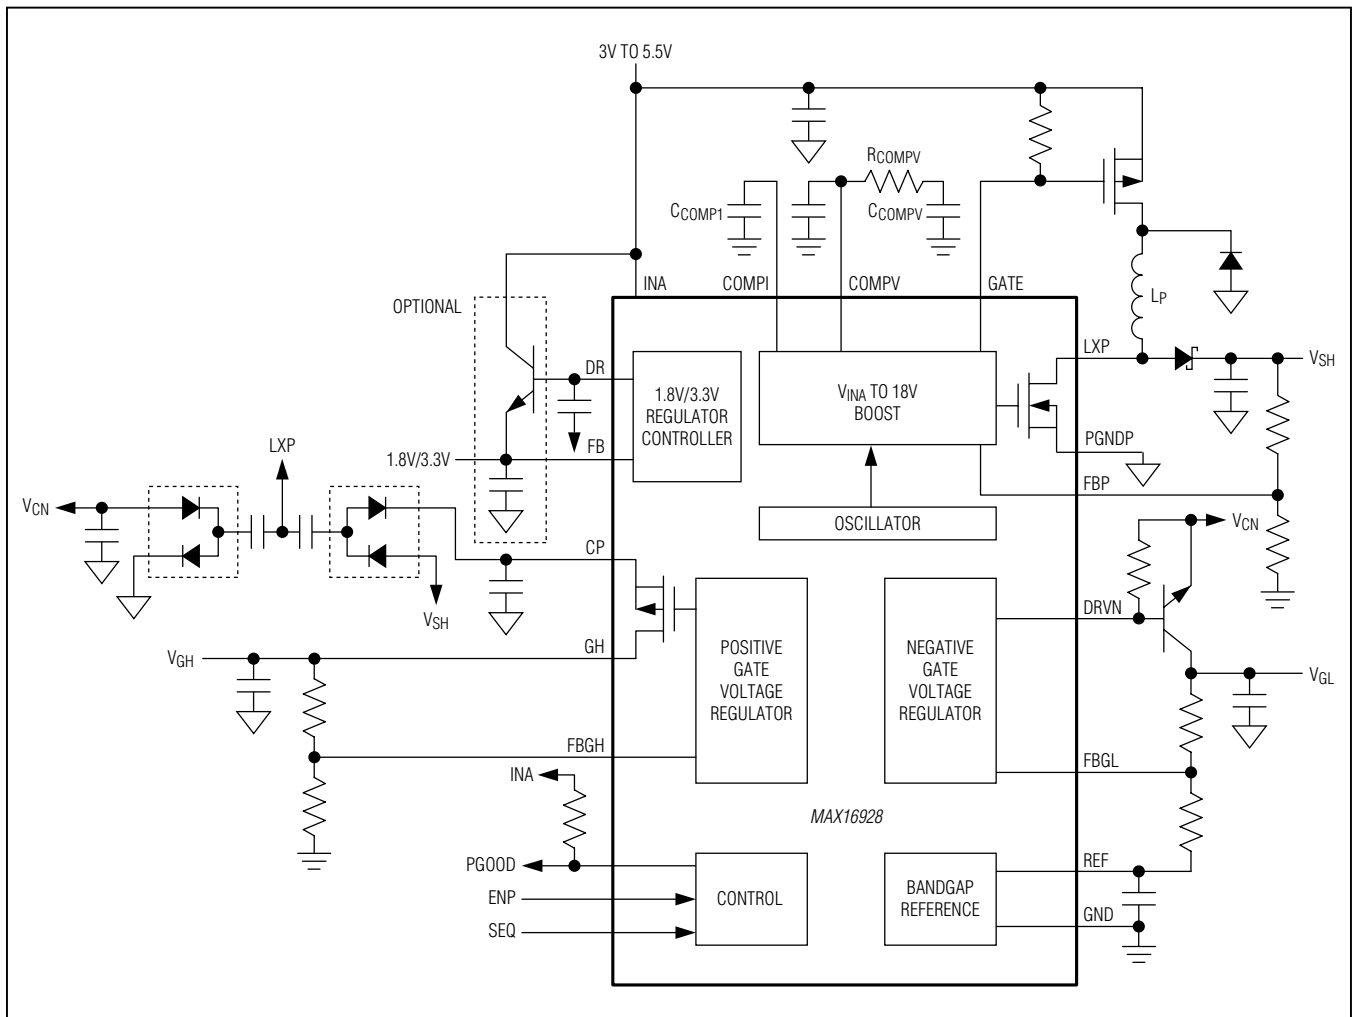 3V TO 5.5V
RCOMPV
CCOMP1
CCOMPV
INA
COMPI
COMPV
GATE
OPTIONAL
LP
LXP
VSH
DR
1.8V/3.3V
REGULATOR
CONTROLLER
VINA TO 18V
BOOST
PGNDP
LXP
1.8V/3.3V
FB
FBP
VCN
OSCILLATOR
VCN
CP
VSH
DRVN
GH
VGH
POSITIVE
GATE
VOLTAGE
REGULATOR
NEGATIVE
GATE
VOLTAGE
REGULATOR
VGL
FBGH
FBGL
INA
MAX16928
PGOOD
REF
ENP
CONTROL
BANDGAP
REFERENCE
GND
SEQ